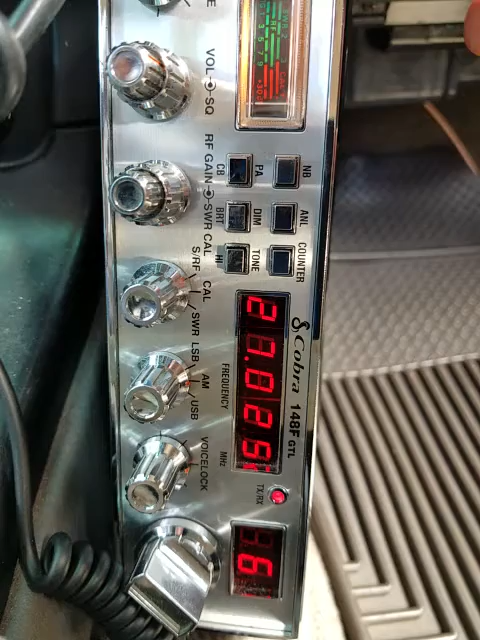 NB
ANL
COUNTER
Cobra 148F GTL
PA
DIM
TONE
CB
BRT
HI
27.025
TX/RX
6
FREQUENCY
MHz
VOL
SQ
RF GAIN
SWR CAL
S/RF
CAL
SWR
LSB
AM
USB
VOICELOCK